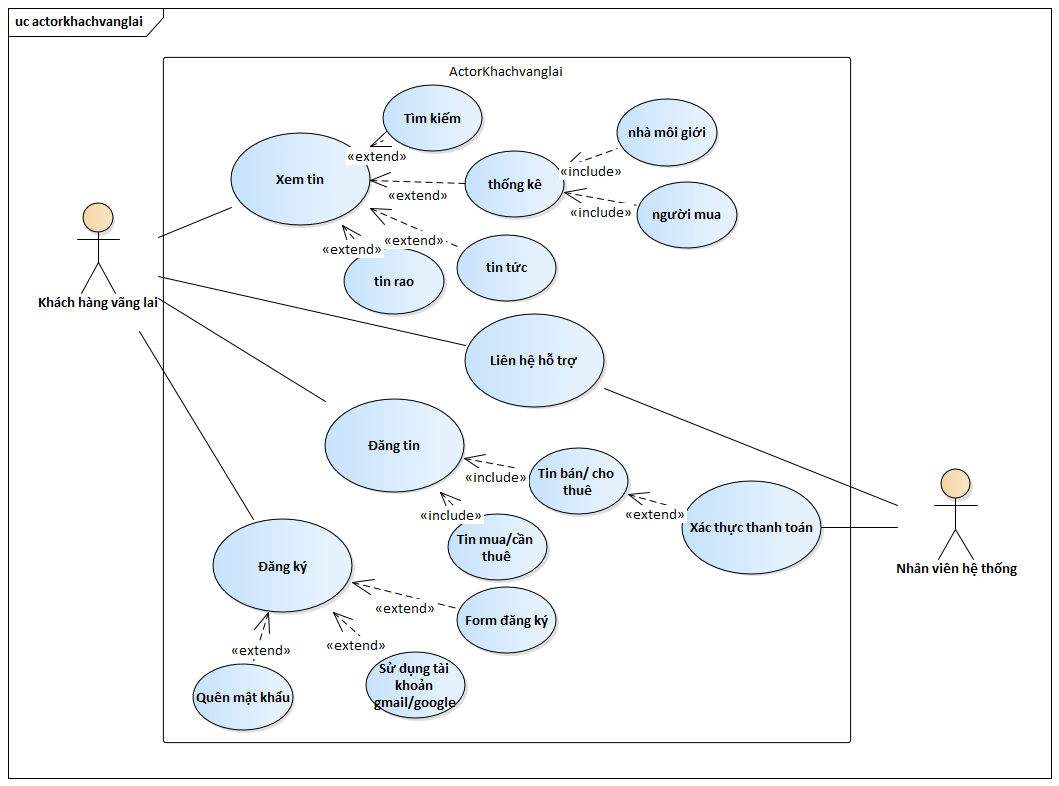 uc actorkhachvanglai
ActorKhachvanglai
Tìm kiếm
«extend»
Xem tin
thống kê
«extend»
nhà môi giới
«include»
người mua
«include»
tin tức
«extend»
tin rao
«extend»
Khách hàng vãng lai
Liên hệ hỗ trợ
Đăng tin
«include»
Tin bán/ cho
thuê
«extend»
Xác thực thanh toán
«include»
Tin mua/cần
thuê
Nhân viên hệ thống
Đăng ký
«extend»
Form đăng ký
«extend»
Sử dụng tài
khoản
gmail/google
«extend»
Quên mật khẩu